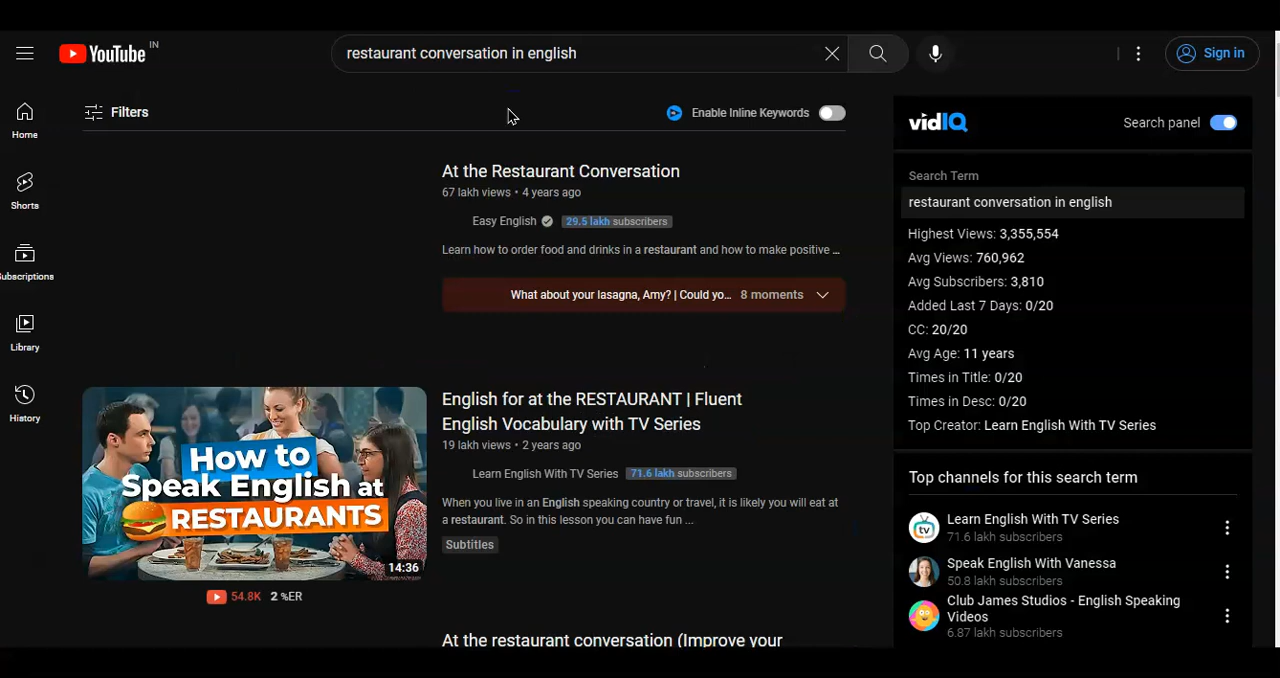 YouTube IN
restaurant conversation in english
Sign in
Home
Shorts
Subscriptions
Library
History
Filters
Enable Inline Keywords
At the Restaurant Conversation
67 lakh views • 4 years ago
Easy English 29.5 lakh subscribers
Learn how to order food and drinks in a restaurant and how to make positive ...
What about your lasagna, Amy? | Could yo... 8 moments
How to
Speak English at
RESTAURANTS
14:36
54.8K 2 %ER
English for at the RESTAURANT | Fluent
English Vocabulary with TV Series
19 lakh views • 2 years ago
Learn English With TV Series 71.6 lakh subscribers
When you live in an English speaking country or travel, it is likely you will eat at
a restaurant. So in this lesson you can have fun ...
Subtitles
At the restaurant conversation (Improve your
vidIQ
Search panel
Search Term
restaurant conversation in english
Highest Views: 3,355,554
Avg Views: 760,962
Avg Subscribers: 3,810
Added Last 7 Days: 0/20
CC: 20/20
Avg Age: 11 years
Times in Title: 0/20
Times in Desc: 0/20
Top Creator: Learn English With TV Series
Top channels for this search term
tv
Learn English With TV Series
71.6 lakh subscribers
Speak English With Vanessa
50.8 lakh subscribers
Club James Studios - English Speaking
Videos
6.87 lakh subscribers